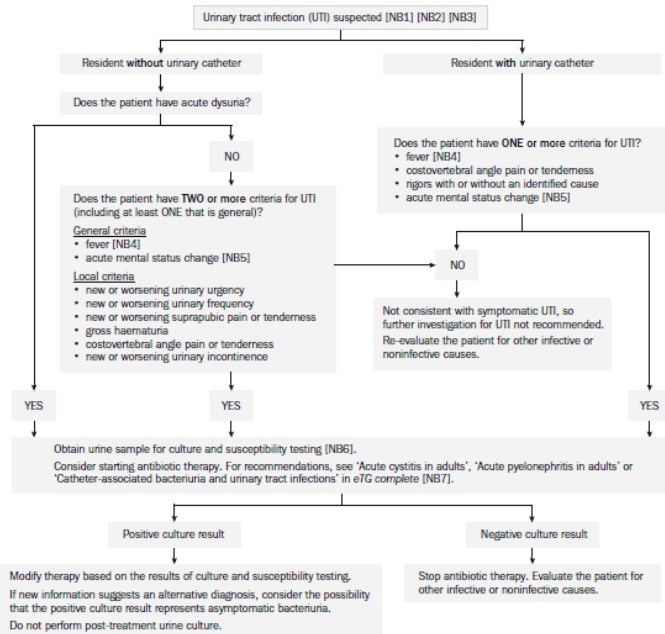 Urinary tract infection (UTI) suspected [NB1] [NB2] [NB3]
Resident without urinary catheter
Resident with urinary catheter
Does the patient have acute dysuria?
NO
Does the patient have ONE or more criteria for UTI?
• fever [NB4]
• costovertebral angle pain or tenderness
• rigors with or without an identified cause
• acute mental status change [NB5]
Does the patient have TWO or more criteria for UTI
(including at least ONE that is general)?
General criteria
• fever [NB4]
• acute mental status change [NB5]
Local criteria
• new or worsening urinary urgency
• new or worsening urinary frequency
• new or worsening suprapubic pain or tenderness
• gross haematuria
• costovertebral angle pain or tenderness
• new or worsening urinary incontinence
NO
Not consistent with symptomatic UTI, so
further investigation for UTI not recommended.
Re-evaluate the patient for other infective or
noninfective causes.
YES
YES
YES
Obtain urine sample for culture and susceptibility testing [NB6].
Consider starting antibiotic therapy. For recommendations, see 'Acute cystitis in adults', 'Acute pyelonephritis in adults' or
'Catheter-associated bacteriuria and urinary tract infections' in eTG complete [NB7].
Positive culture result
Negative culture result
Modify therapy based on the results of culture and susceptibility testing.
If new information suggests an alternative diagnosis, consider the possibility
that the positive culture result represents asymptomatic bacteriuria.
Do not perform post-treatment urine culture.
Stop antibiotic therapy. Evaluate the patient for
other infective or noninfective causes.